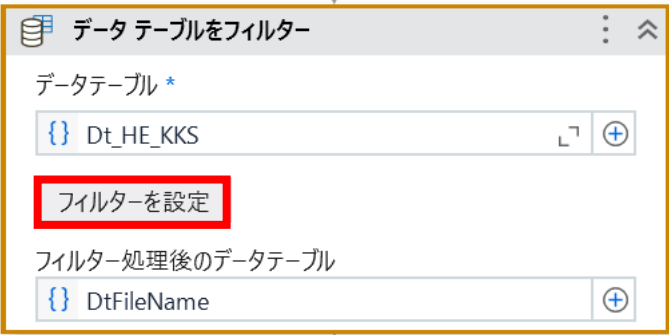 データ テーブルをフィルター
データテーブル *
{} Dt_HE_KKS
フィルターを設定
フィルター処理後のデータテーブル
{} DtFileName